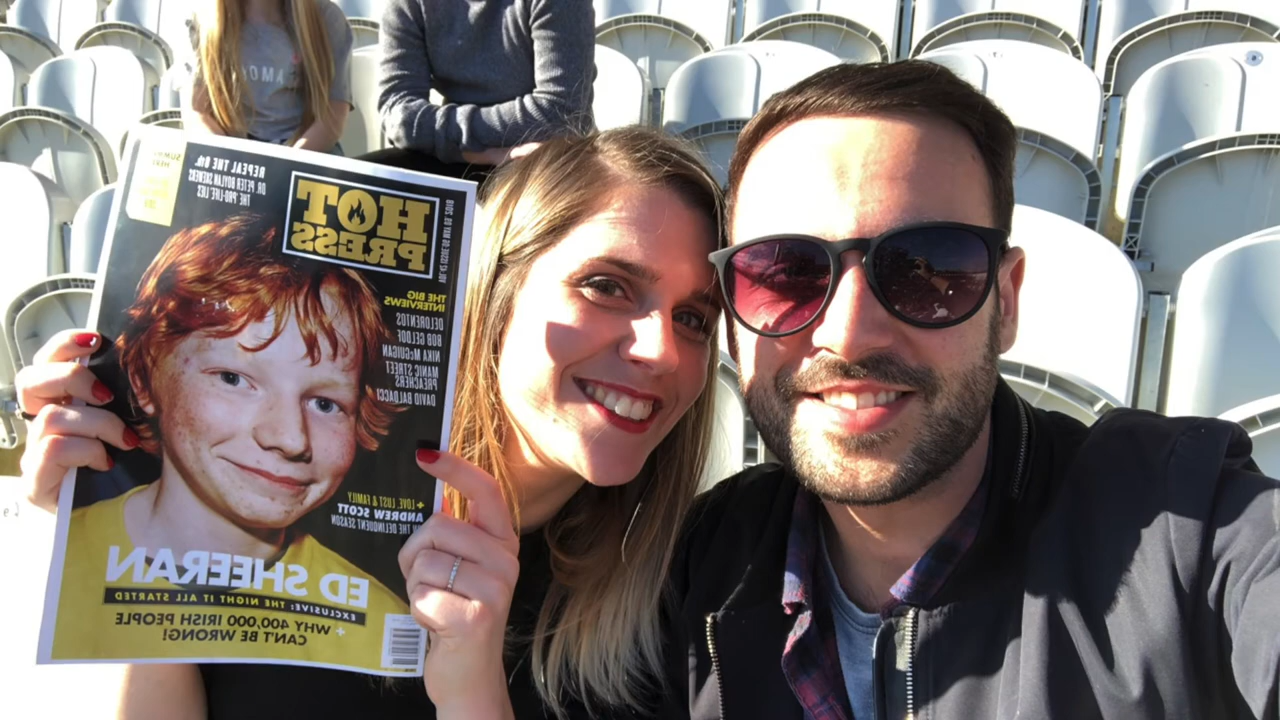 REPEAL THE 8TH
DR. PETER BOYLAN SKEWERS
THE PRO-LIFE LIES
HOT
PRESS
THE BIG
INTERVIEWS
DELORENTOS
BOB GELDOF
NIKA McGUIGAN
MANIC STREET
PREACHERS
DAVID BALDACCI
+ LOVE, LUST & FAMILY
ANDREW SCOTT
ON THE DELINQUENT SEASON
ED SHEERAN
EXCLUSIVE: THE NIGHT IT ALL STARTED
+ WHY 400,000 IRISH PEOPLE
CAN'T BE WRONG!